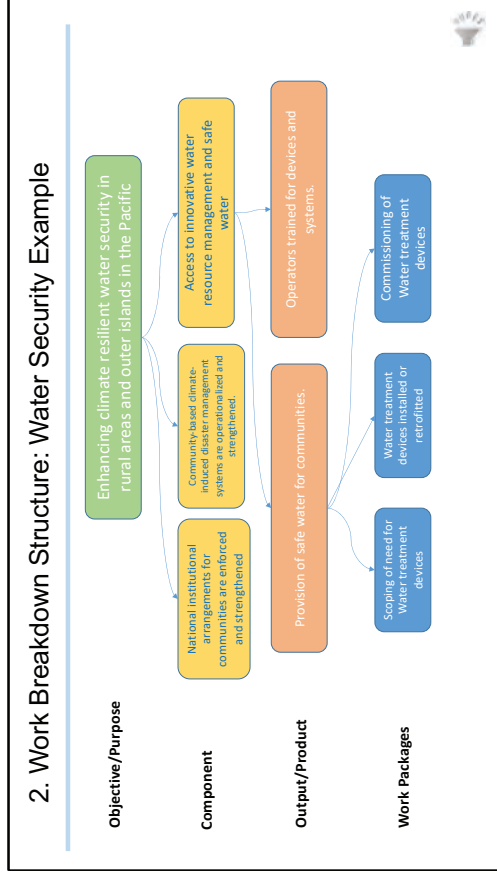 2. Work Breakdown Structure: Water Security Example
Objective/Purpose
Enhancing climate resilient water security in
rural areas and outer islands in the Pacific
Component
National institutional
arrangements for
communities are enforced
and strengthened
Community-based climate-
induced disaster management
systems are operationalized and
strengthened.
Access to innovative water
resource management and safe
water
Output/Product
Provision of safe water for communities.
Operators trained for devices and
systems.
Work Packages
Scoping of need for
Water treatment
devices
Water treatment
devices installed or
retrofitted
Commissioning of
Water treatment
devices